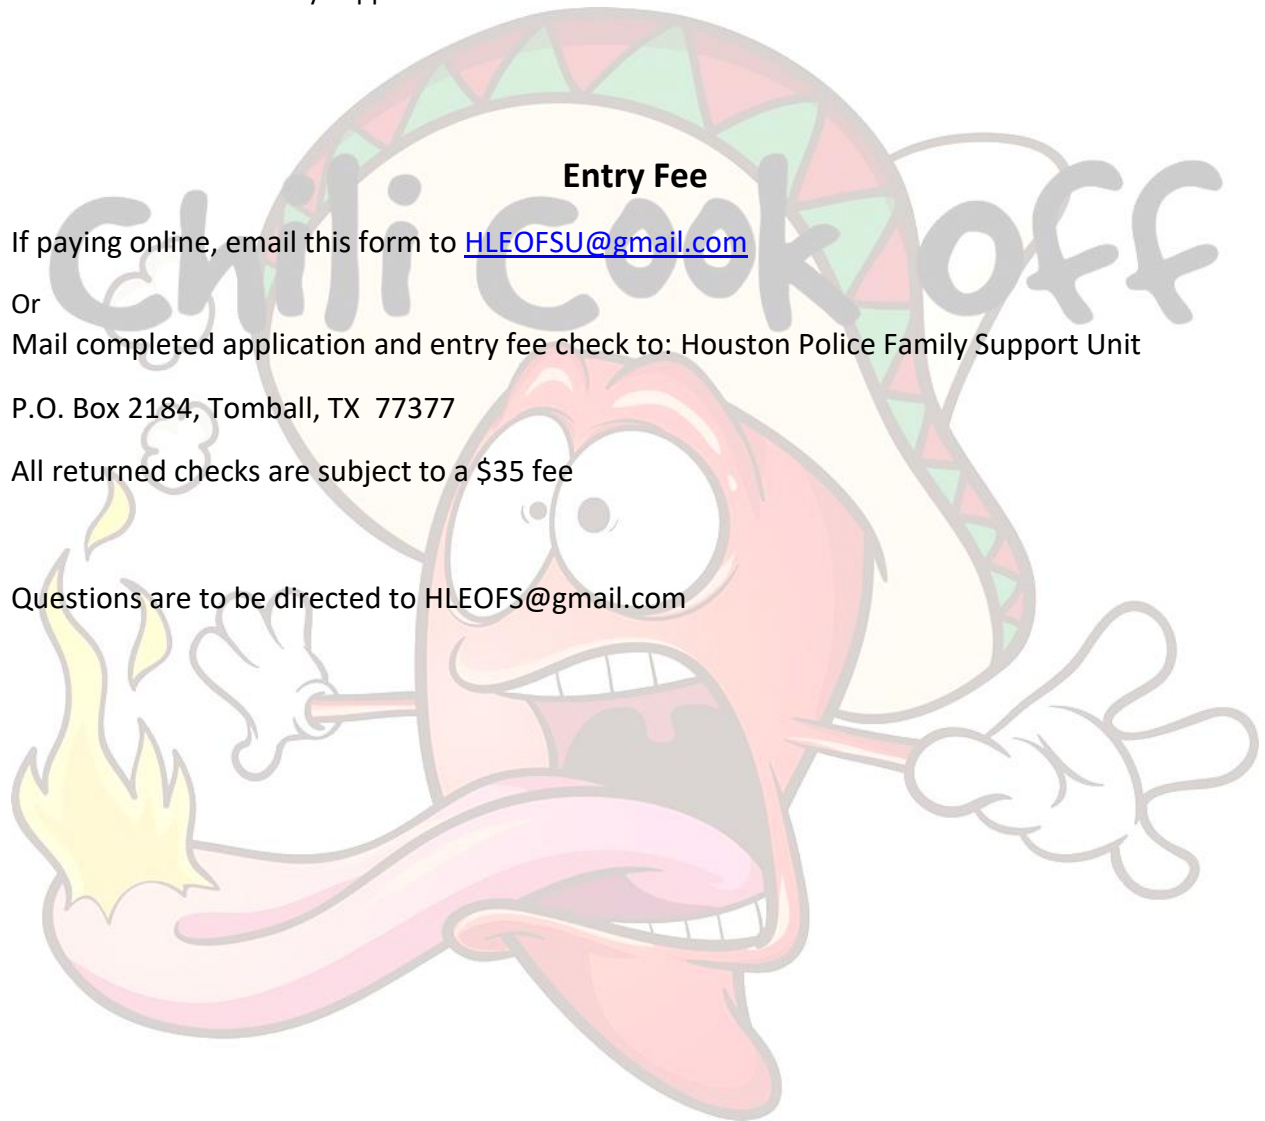 Entry Fee
If paying online, email this form to HLEOFSU@gmail.com
Or
Mail completed application and entry fee check to: Houston Police Family Support Unit
P.O. Box 2184, Tomball, TX  77377
All returned checks are subject to a $35 fee
Questions are to be directed to HLEOFS@gmail.com
Chili Cook off